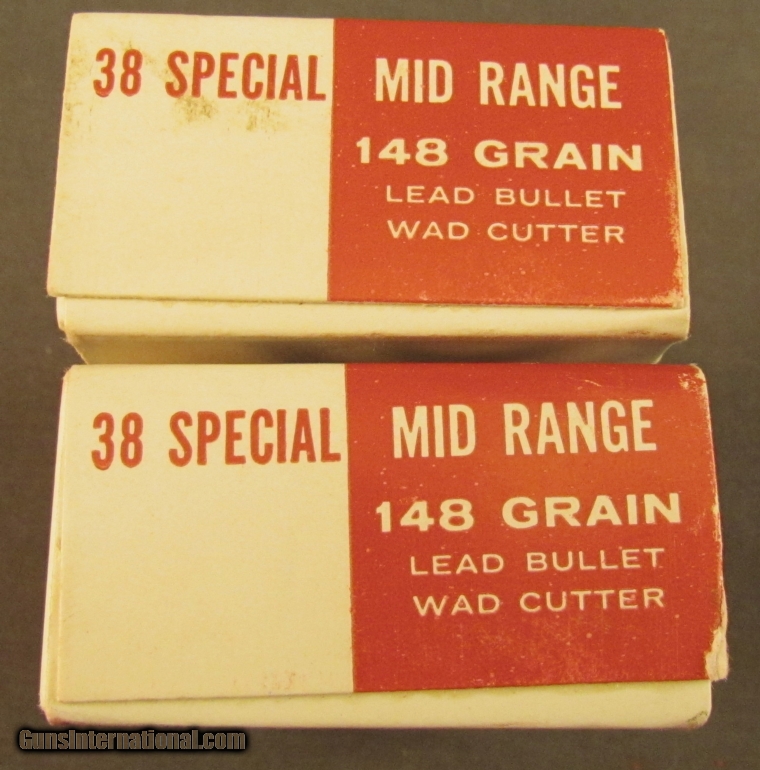 38 SPECIAL MID RANGE
148 GRAIN
LEAD BULLET
WAD CUTTER
38 SPECIAL MID RANGE
148 GRAIN
LEAD BULLET
WAD CUTTER
GunsInternational.com